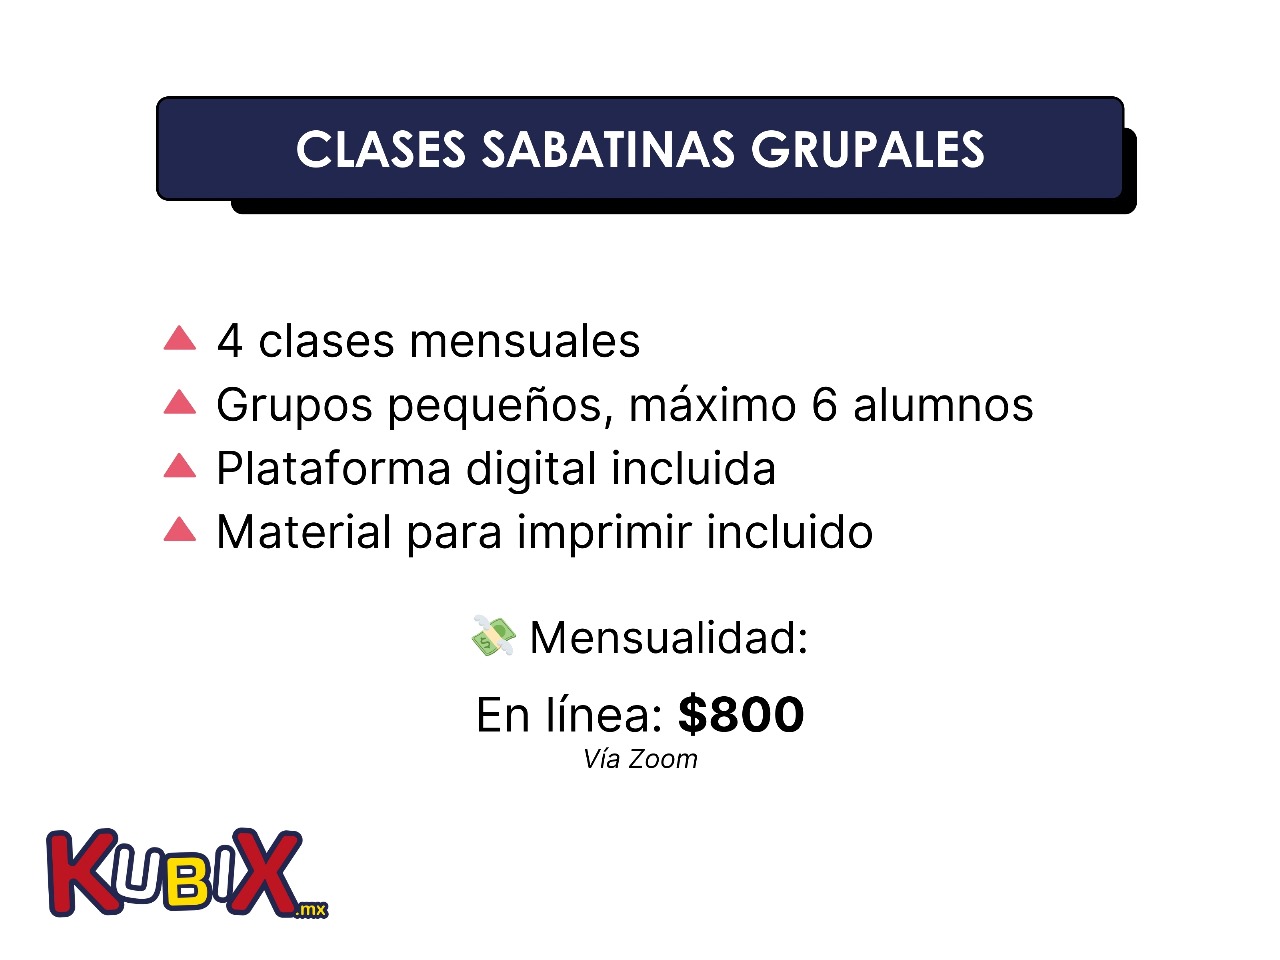 CLASES SABATINAS GRUPALES
4 clases mensuales
Grupos pequeños, máximo 6 alumnos
Plataforma digital incluida
Material para imprimir incluido
Mensualidad:
En línea: $800
Vía Zoom
KUBIX.mx